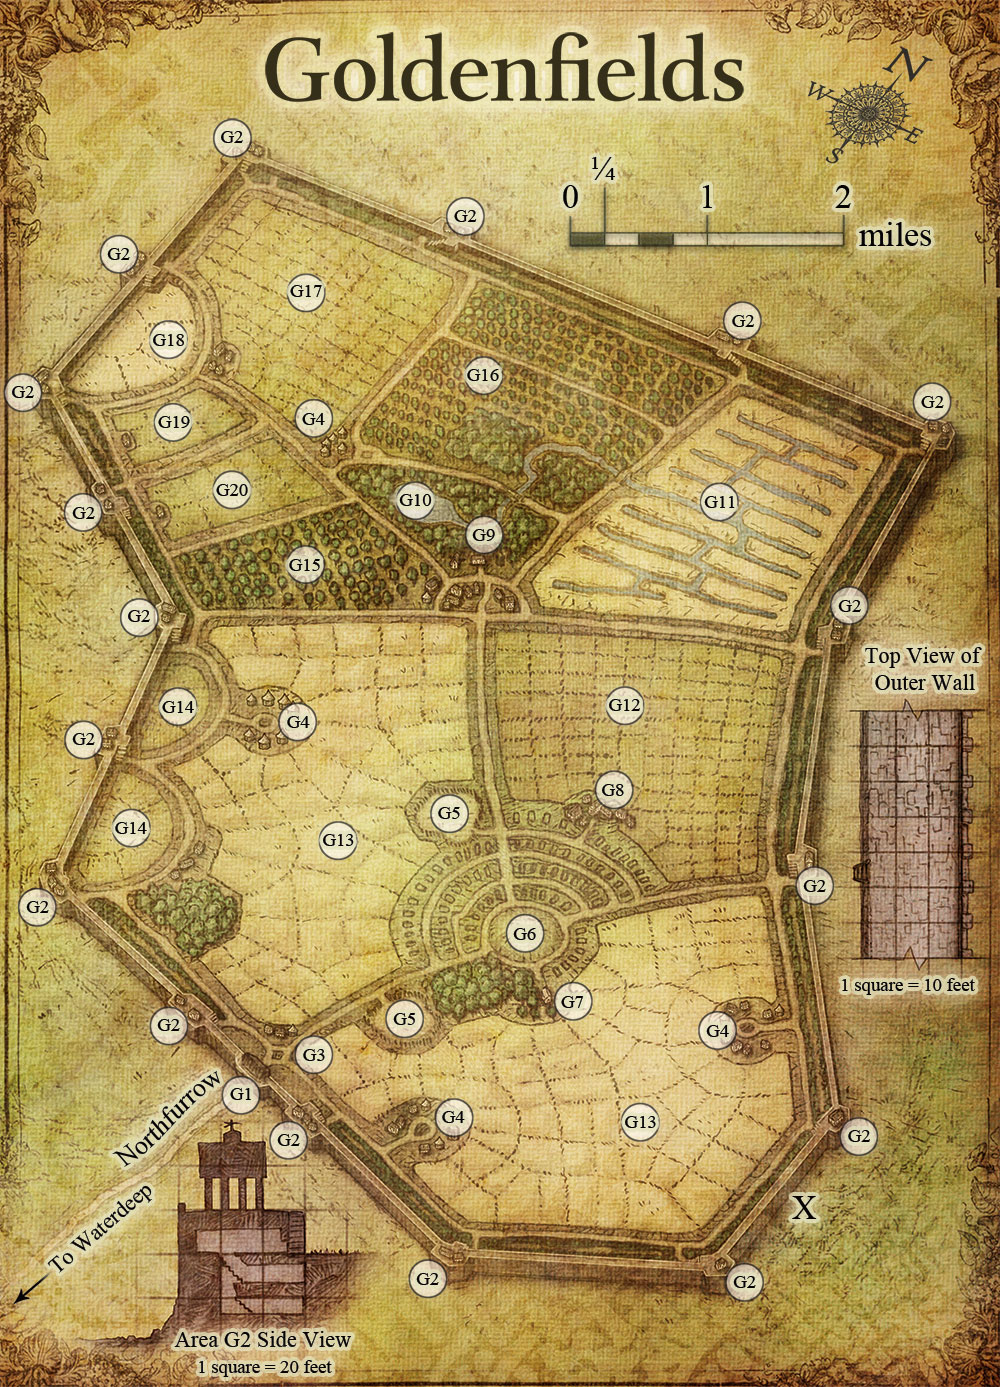 Goldenfields
N
W
E
S
0 ¼ 1 2
miles
G2
G2
G2
G17
G2
G18
G16
G2
G2
G4
G19
G20
G10
G11
G2
G9
G15
G2
G2
G14
G4
G12
Top View of
Outer Wall
G2
G8
G5
G14
G13
G2
G2
G6
1 square = 10 feet
G7
G5
G2
G4
G3
G1
G4
G13
G2
G2
Northfurrow
X
To Waterdeep
G2
G2
Area G2 Side View
1 square = 20 feet